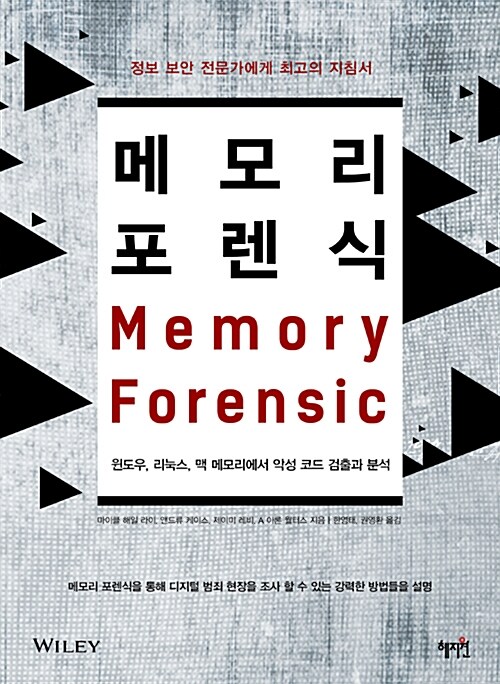 정보 보안 전문가에게 최고의 지침서
메모리
포렌식
Memory
Forensic
윈도우, 리눅스, 맥 메모리에서 악성 코드 검출과 분석
마이클 해일 라이, 앤드류 케이스, 제이미 레비, A 아론 월터스 지음 | 한영태, 권영환 옮김
메모리 포렌식을 통해 디지털 범죄 현장을 조사 할 수 있는 강력한 방법들을 설명
WILEY
혜지원